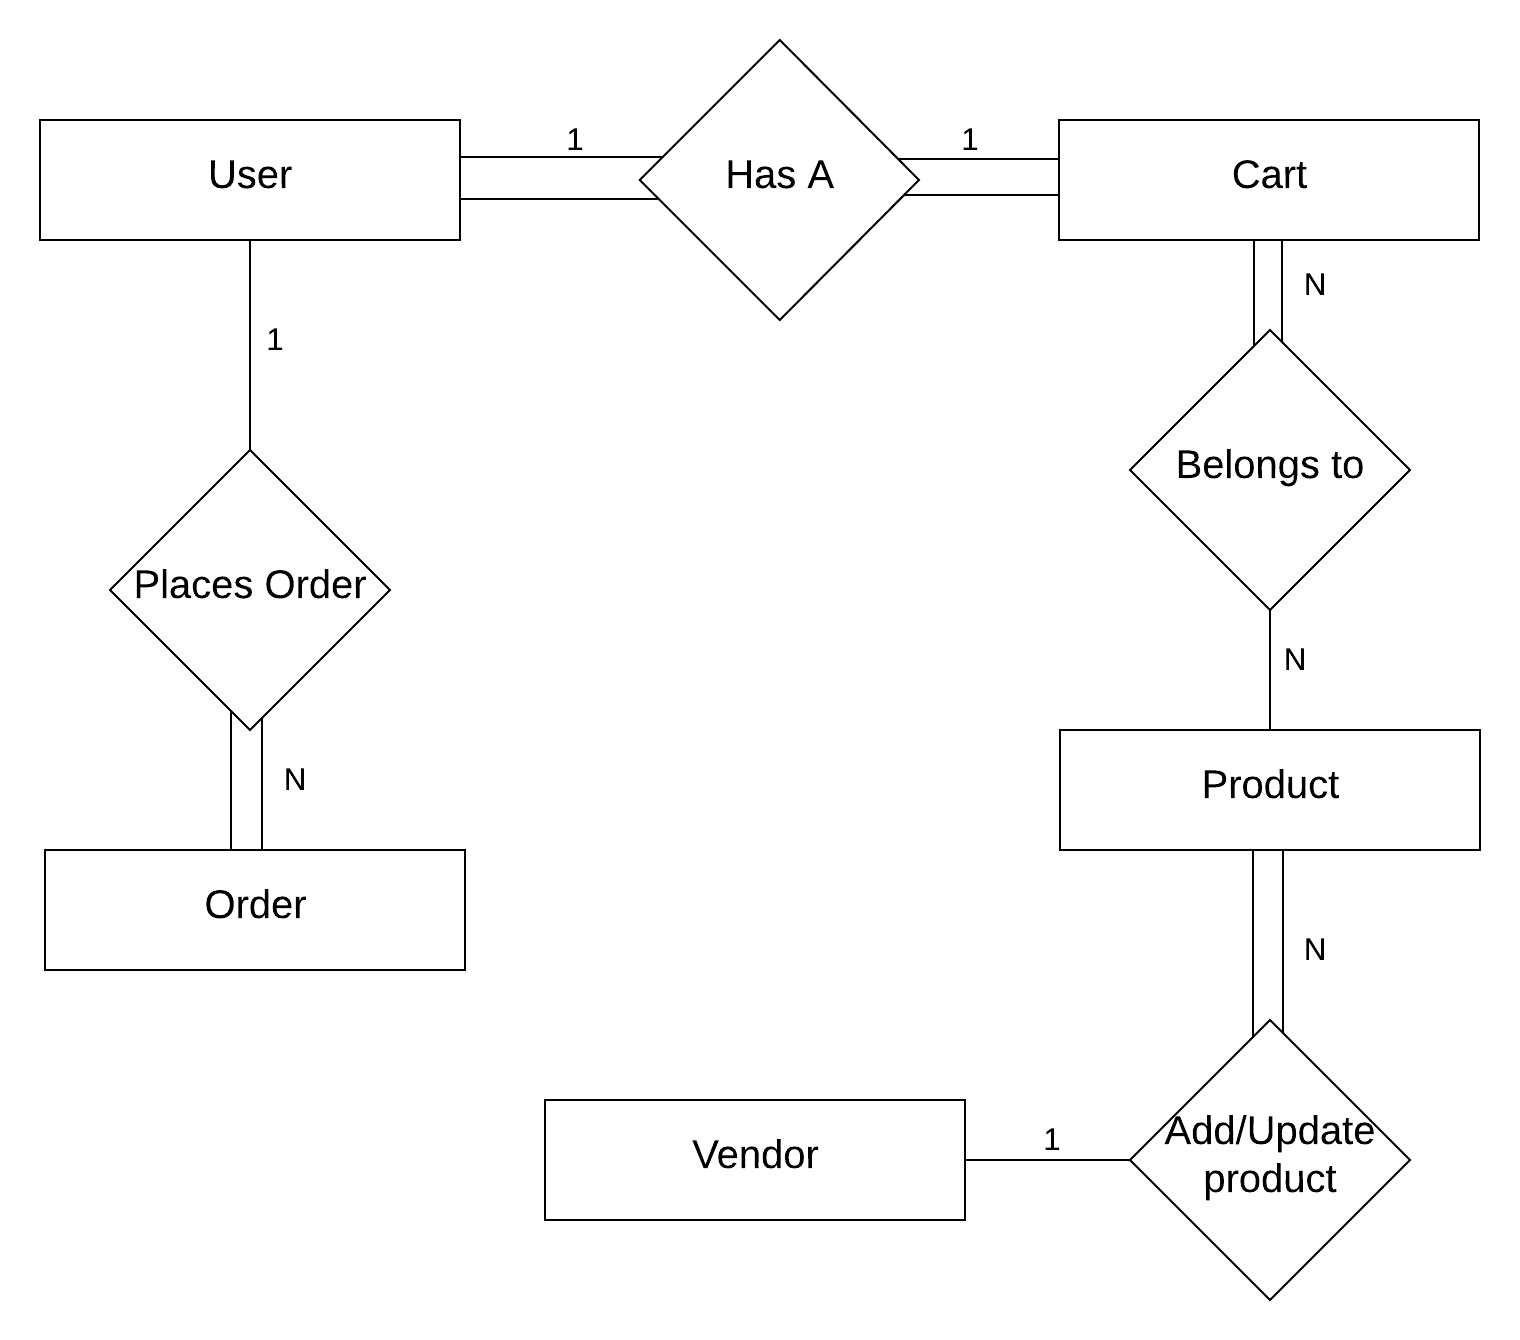 User
1
Has A
1
Cart
N
1
Belongs to
Places Order
N
N
Product
Order
N
Vendor
1
Add/Update
product